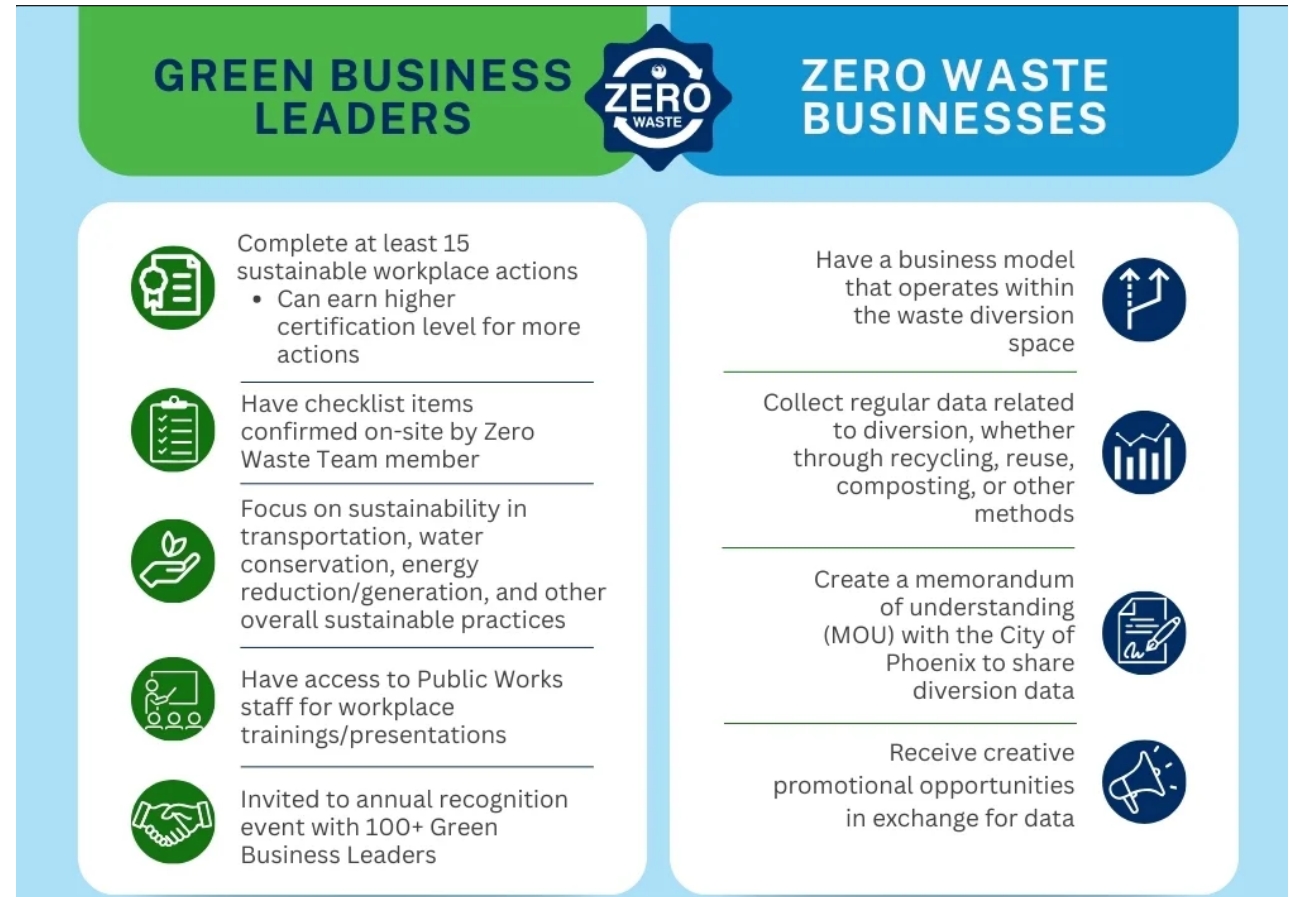 GREEN BUSINESS
LEADERS
ZERO
WASTE
ZERO WASTE
BUSINESSES
Complete at least 15
sustainable workplace actions
• Can earn higher
certification level for more
actions
Have checklist items
confirmed on-site by Zero
Waste Team member
Focus on sustainability in
transportation, water
conservation, energy
reduction/generation, and other
overall sustainable practices
Have access to Public Works
staff for workplace
trainings/presentations
Invited to annual recognition
event with 100+ Green
Business Leaders
Have a business model
that operates within
the waste diversion
space
Collect regular data related
to diversion, whether
through recycling, reuse,
composting, or other
methods
Create a memorandum
of understanding
(MOU) with the City of
Phoenix to share
diversion data
Receive creative
promotional opportunities
in exchange for data